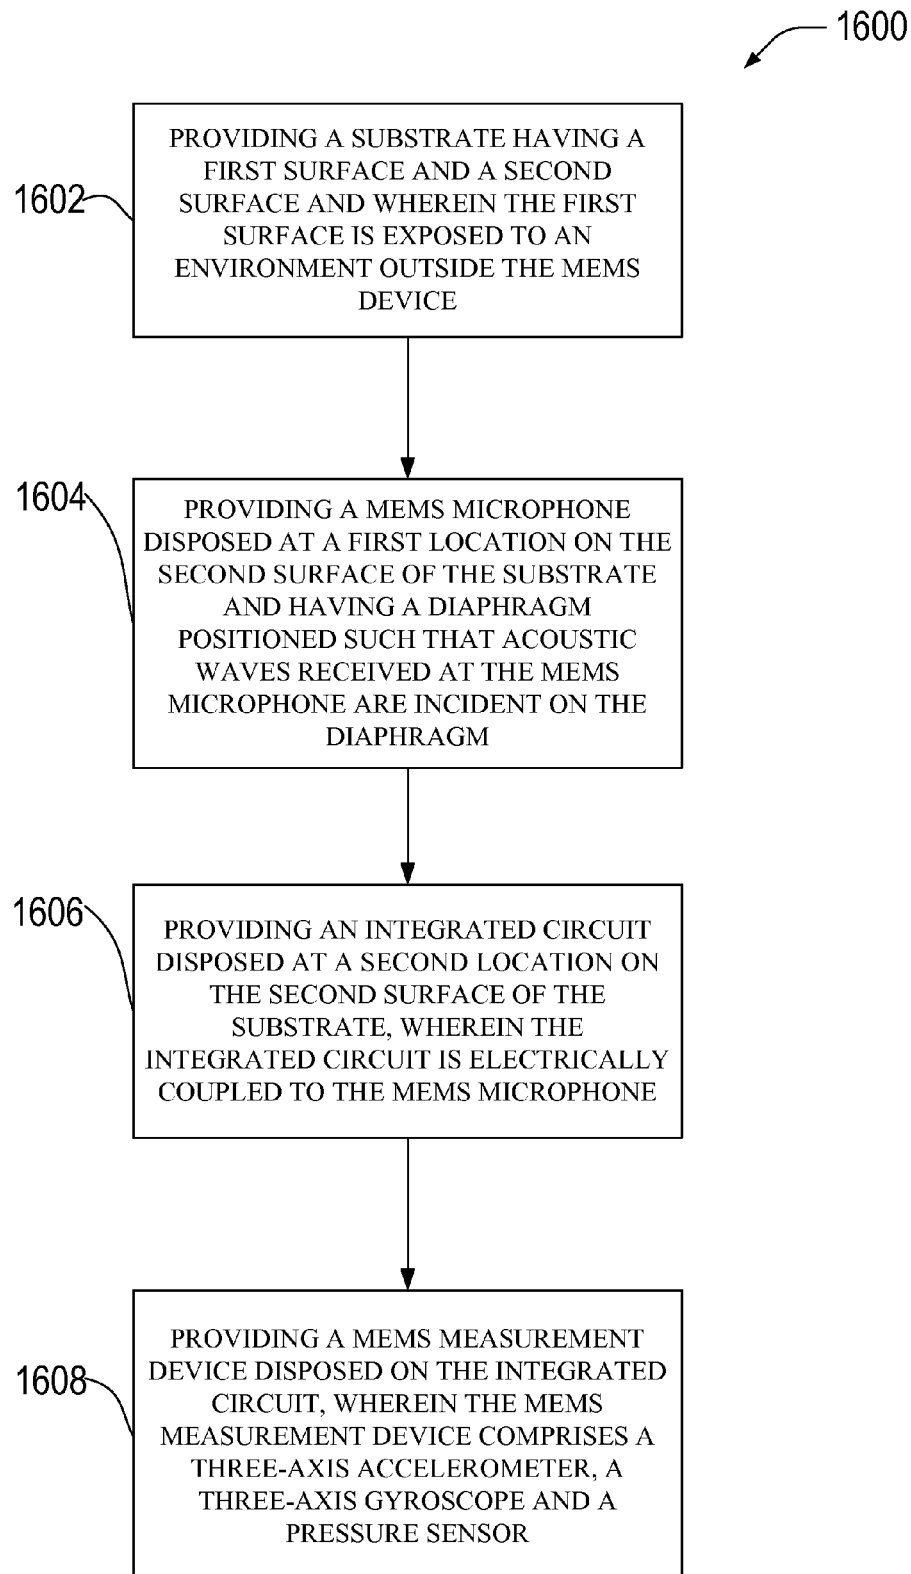 1600
1602
PROVIDING A SUBSTRATE HAVING A
FIRST SURFACE AND A SECOND
SURFACE AND WHEREIN THE FIRST
SURFACE IS EXPOSED TO AN
ENVIRONMENT OUTSIDE THE MEMS
DEVICE
1604
PROVIDING A MEMS MICROPHONE
DISPOSED AT A FIRST LOCATION ON THE
SECOND SURFACE OF THE SUBSTRATE
AND HAVING A DIAPHRAGM
POSITIONED SUCH THAT ACOUSTIC
WAVES RECEIVED AT THE MEMS
MICROPHONE ARE INCIDENT ON THE
DIAPHRAGM
1606
PROVIDING AN INTEGRATED CIRCUIT
DISPOSED AT A SECOND LOCATION ON
THE SECOND SURFACE OF THE
SUBSTRATE, WHEREIN THE
INTEGRATED CIRCUIT IS ELECTRICALLY
COUPLED TO THE MEMS MICROPHONE
1608
PROVIDING A MEMS MEASUREMENT
DEVICE DISPOSED ON THE INTEGRATED
CIRCUIT, WHEREIN THE MEMS
MEASUREMENT DEVICE COMPRISES A
THREE-AXIS ACCELEROMETER, A
THREE-AXIS GYROSCOPE AND A
PRESSURE SENSOR